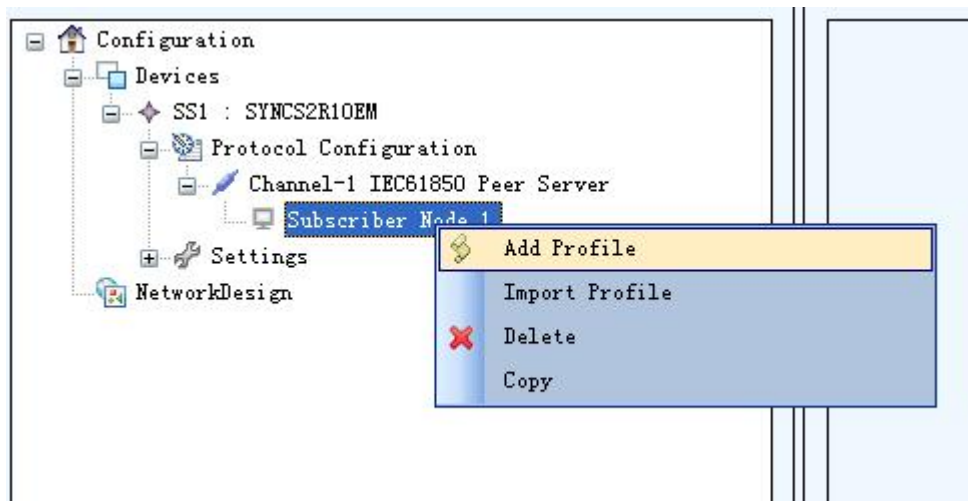 Configuration
Devices
SS1 : SYNCS2R10EM
Protocol Configuration
Channel-1 IEC61850 Peer Server
Subscriber Node 1
Add Profile
Settings
Import Profile
NetworkDesign
Delete
Copy